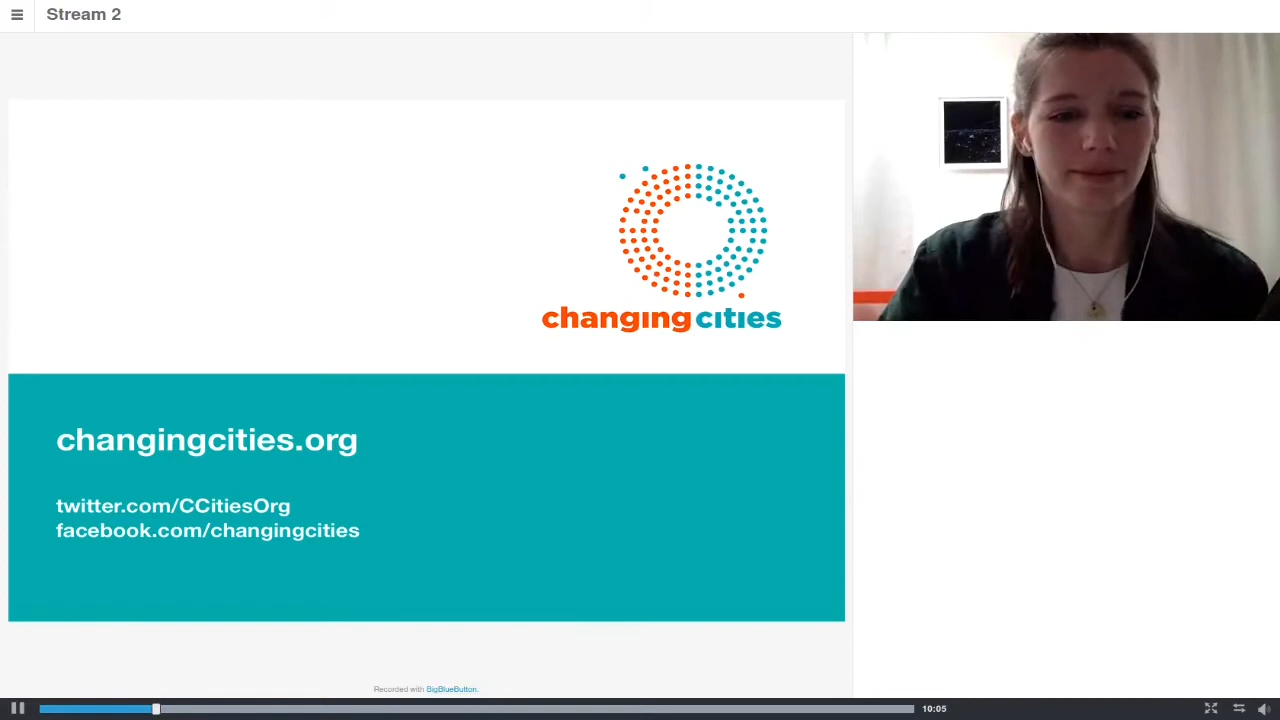 Stream 2
changing cities
changingcities.org
twitter.com/CCitiesOrg
facebook.com/changingcities
Recorded with BigBlueButton.
10:05